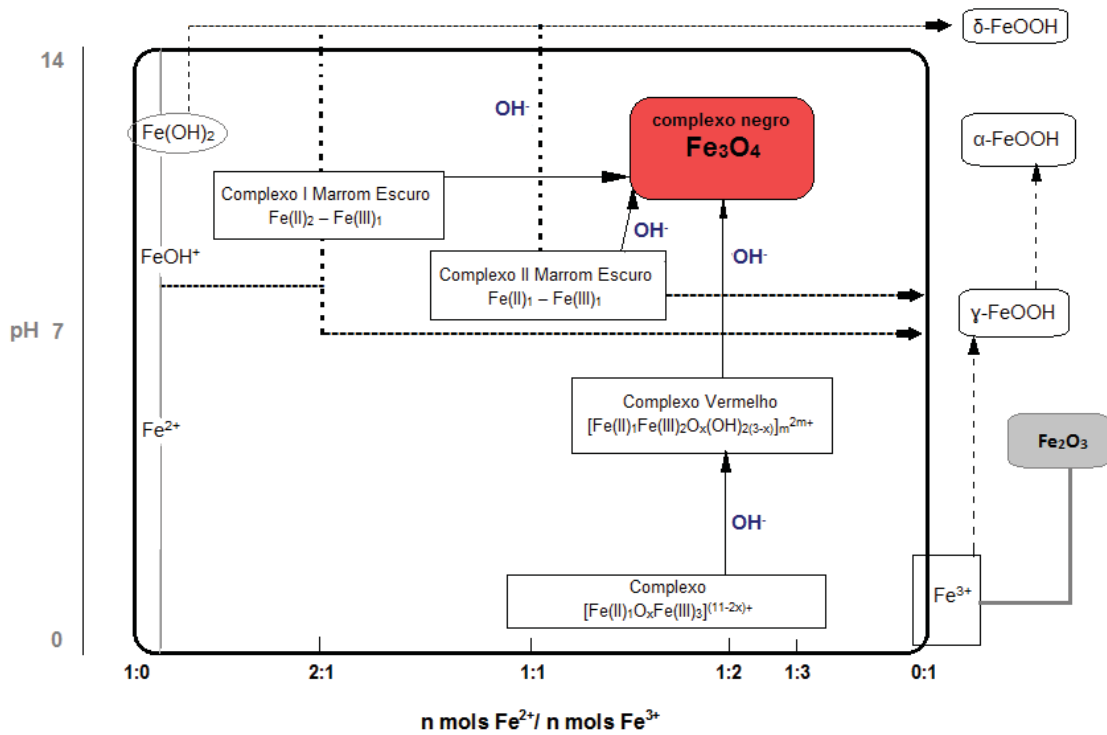 δ-FeOOH
14
OH⁻
complexo negro
Fe₃O₄
Fe(OH)₂
α-FeOOH
Complexo I Marrom Escuro
Fe(II)₂ – Fe(III)₁
OH⁻
OH⁻
FeOH⁺
Complexo II Marrom Escuro
Fe(II)₁ – Fe(III)₁
γ-FeOOH
pH 7
Complexo Vermelho
[Fe(II)₁Fe(III)₂Oₓ(OH)₂₍₃₋ₓ₎]ₘ²ᵐ⁺
Fe²⁺
Fe₂O₃
OH⁻
Complexo
[Fe(II)₁OₓFe(III)₃]⁽¹¹⁻²ˣ⁾⁺
Fe³⁺
0
1:0 2:1 1:1 1:2 1:3 0:1
n mols Fe²⁺/ n mols Fe³⁺